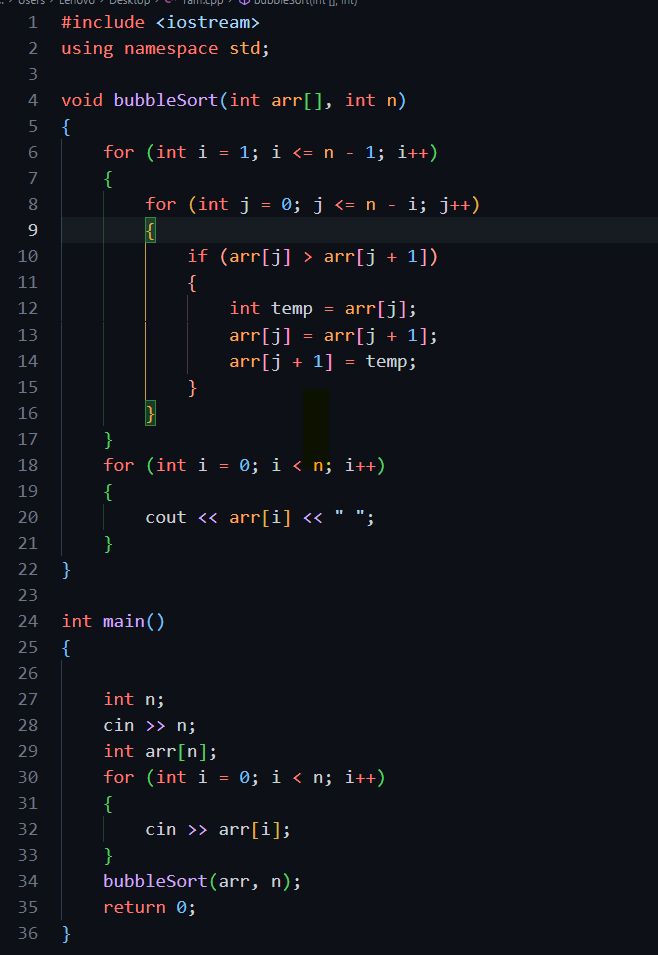 Users > Lenovo > Desktop > ram.cpp > bubbleSort(int [], int)
1 #include <iostream>
2 using namespace std;
3
4 void bubbleSort(int arr[], int n)
5 {
6 for (int i = 1; i <= n - 1; i++)
7 {
8 for (int j = 0; j <= n - i; j++)
9 {
10 if (arr[j] > arr[j + 1])
11 {
12 int temp = arr[j];
13 arr[j] = arr[j + 1];
14 arr[j + 1] = temp;
15 }
16 }
17 }
18 for (int i = 0; i < n; i++)
19 {
20 cout << arr[i] << " ";
21 }
22 }
23
24 int main()
25 {
26
27 int n;
28 cin >> n;
29 int arr[n];
30 for (int i = 0; i < n; i++)
31 {
32 cin >> arr[i];
33 }
34 bubbleSort(arr, n);
35 return 0;
36 }